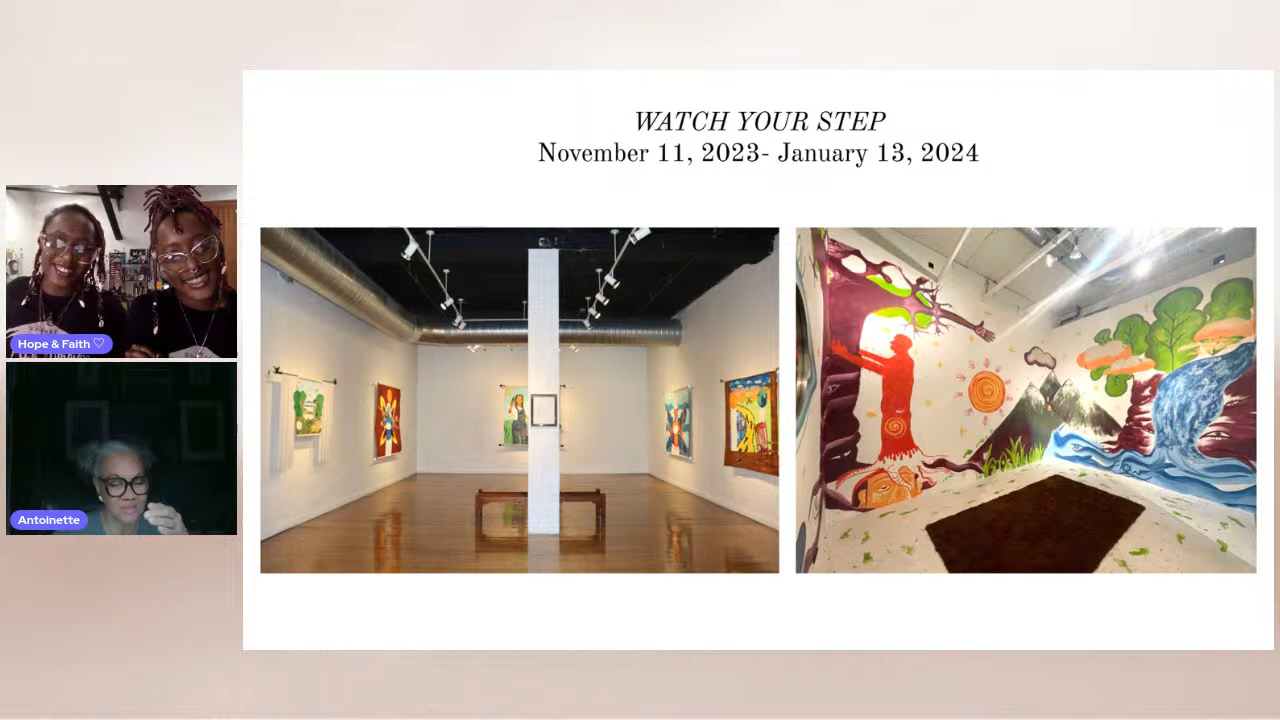 WATCH YOUR STEP
November 11, 2023- January 13, 2024
Hope & Faith ♡
Antoinette